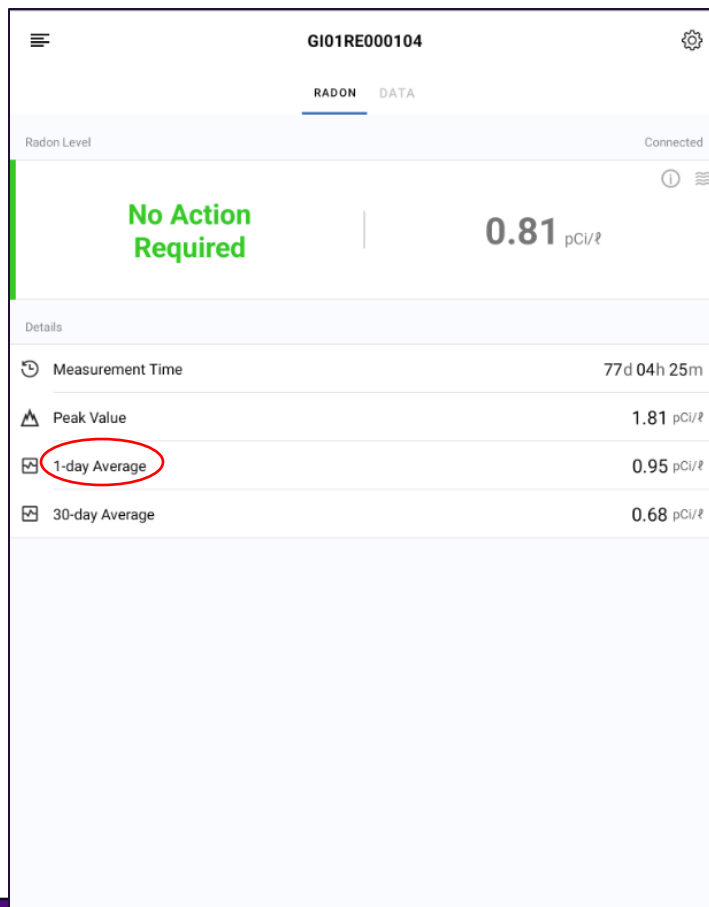 GI01RE000104
RADON DATA
Radon Level Connected
No Action
Required
0.81 pCi/ℓ
Details
Measurement Time 77d 04h 25m
Peak Value 1.81 pCi/ℓ
1-day Average 0.95 pCi/ℓ
30-day Average 0.68 pCi/ℓ